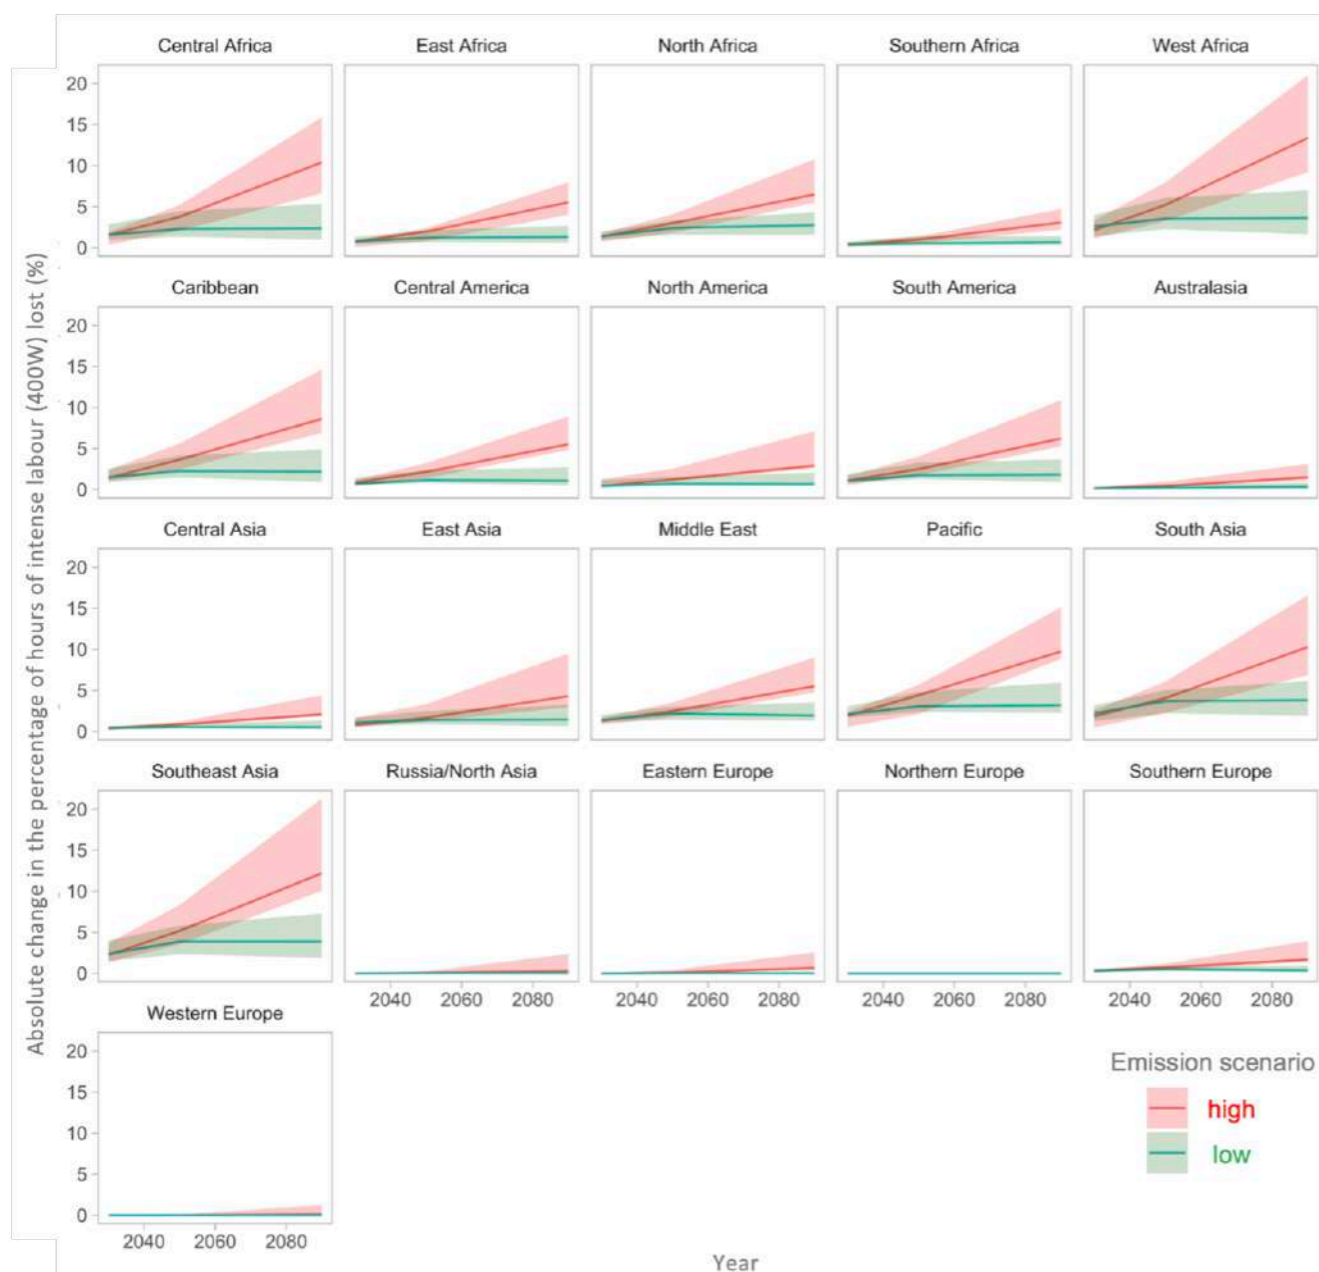 Absolute change in the percentage of hours of intense labour (400W) lost (%)
Central Africa
East Africa
North Africa
Southern Africa
West Africa
20
15
10
5
0
Caribbean
Central America
North America
South America
Australasia
20
15
10
5
0
Central Asia
East Asia
Middle East
Pacific
South Asia
20
15
10
5
0
Southeast Asia
Russia/North Asia
Eastern Europe
Northern Europe
Southern Europe
20
15
10
5
0
2040 2060 2080
2040 2060 2080
2040 2060 2080
2040 2060 2080
Western Europe
20
15
10
5
0
2040 2060 2080
Emission scenario
high
low
Year